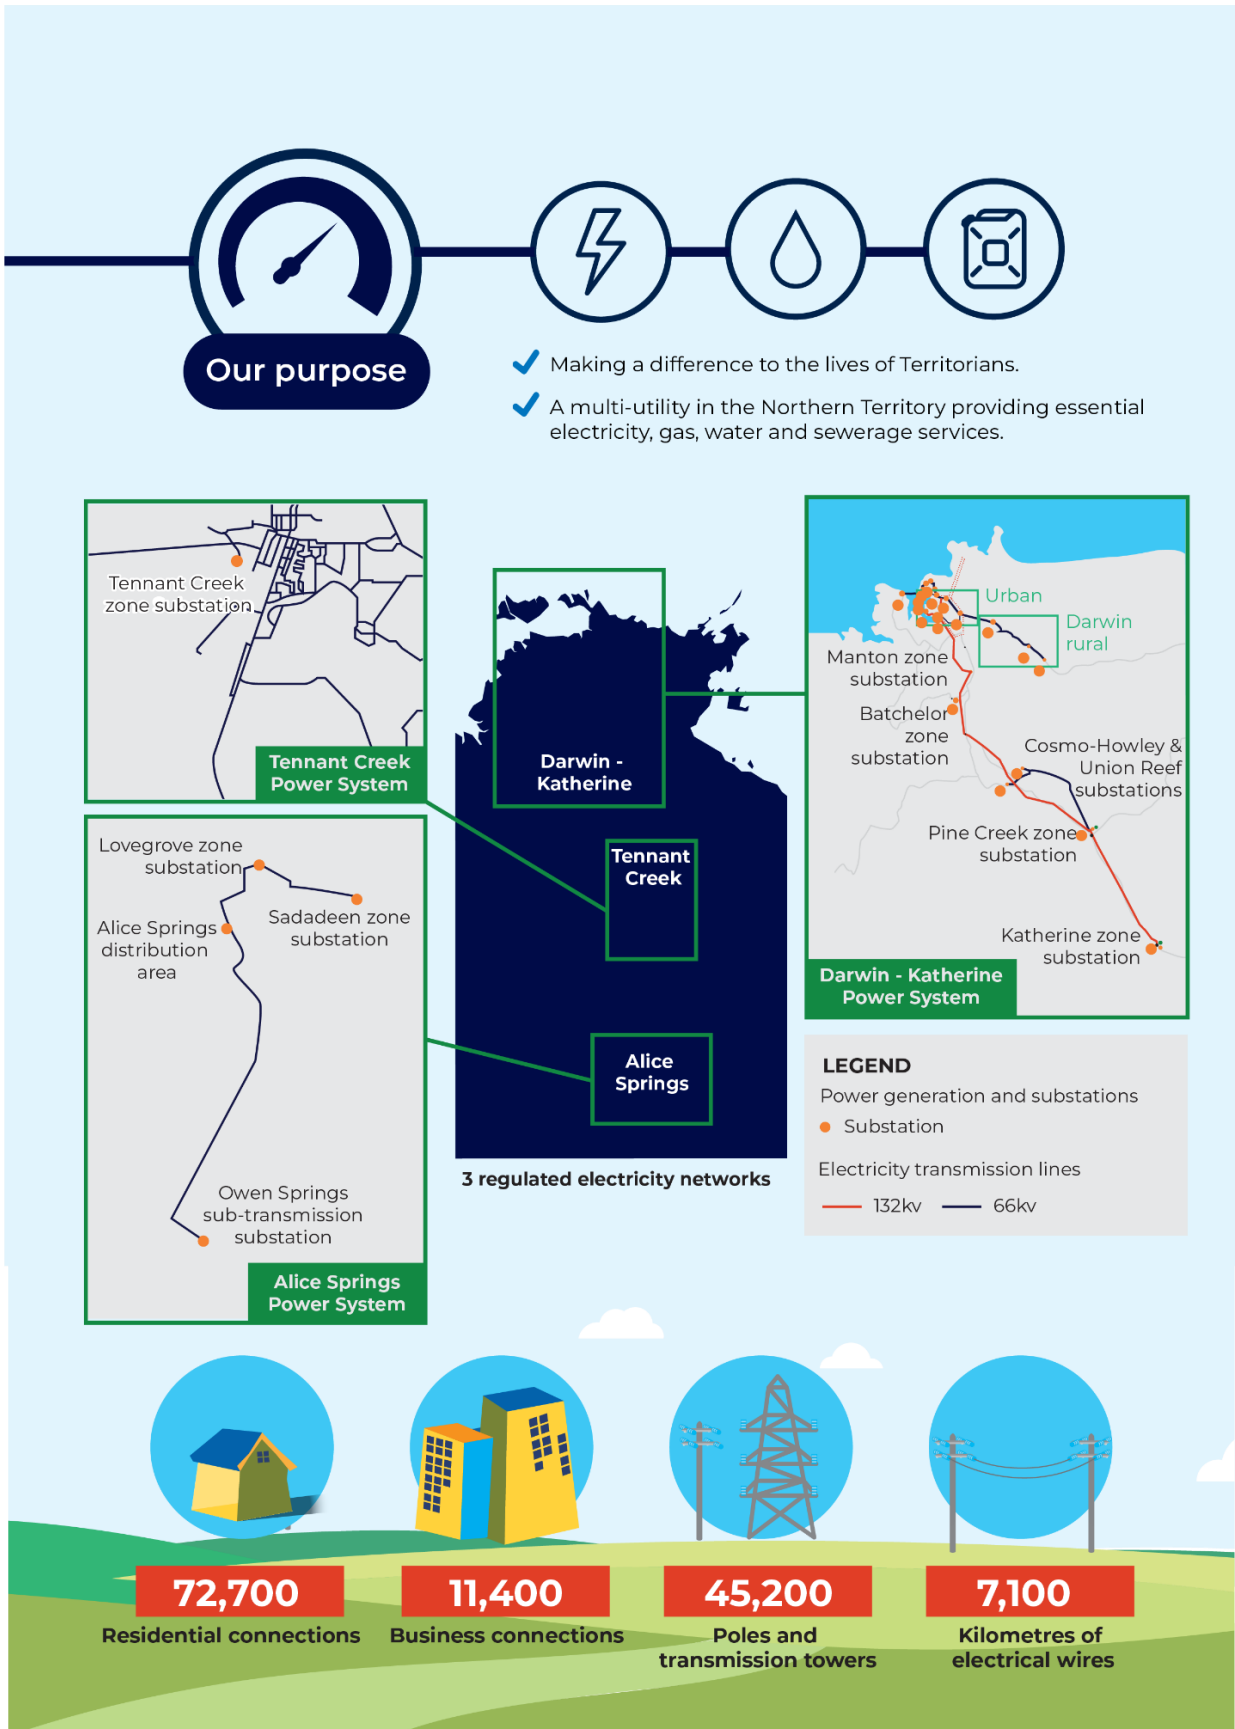 Our purpose
Making a difference to the lives of Territorians.
A multi-utility in the Northern Territory providing essential
electricity, gas, water and sewerage services.
Tennant Creek
zone substation
Tennant Creek
Power System
Lovegrove zone
substation
Alice Springs
distribution
area
Sadadeen zone
substation
Owen Springs
sub-transmission
substation
Alice Springs
Power System
Darwin -
Katherine
Tennant
Creek
Alice
Springs
3 regulated electricity networks
Urban
Darwin
rural
Manton zone
substation
Batchelor
zone
substation
Cosmo-Howley &
Union Reef
substations
Pine Creek zone
substation
Katherine zone
substation
Darwin - Katherine
Power System
LEGEND
Power generation and substations
Substation
Electricity transmission lines
132kv 66kv
72,700
Residential connections
11,400
Business connections
45,200
Poles and
transmission towers
7,100
Kilometres of
electrical wires